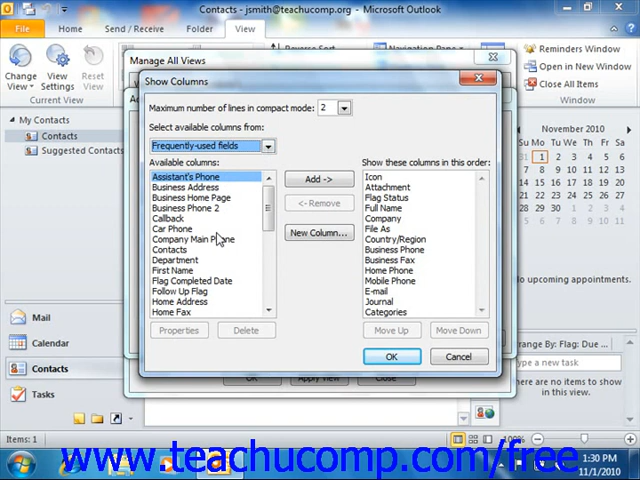 Contacts - jsmith@teachucomp.org - Microsoft Outlook
File Home Send / Receive Folder View
Change View
View Settings
Reset View
Current View
Reminders Window
Open in New Window
Close All Items
Window
My Contacts
Contacts
Suggested Contacts
Manage All Views
Show Columns
Maximum number of lines in compact mode: 2
Select available columns from:
Frequently-used fields
Available columns:
Assistant's Phone
Business Address
Business Home Page
Business Phone 2
Callback
Car Phone
Company Main Phone
Contacts
Department
First Name
Flag Completed Date
Follow Up Flag
Home Address
Home Fax
Properties
Delete
Add ->
<- Remove
New Column...
Show these columns in this order:
Icon
Attachment
Flag Status
Full Name
Company
File As
Country/Region
Business Phone
Business Fax
Home Phone
Mobile Phone
E-mail
Journal
Categories
Move Up
Move Down
OK
Cancel
OK
Apply View
Close
November 2010
Su Mo Tu We Th Fr Sa
1 2 3 4 5 6
7 8 9 10 11 12 13
14 15 16 17 18 19 20
21 22 23 24 25 26 27
28 29 30
upcoming appointments.
Arrange By: Flag: Due ...
Type a new task
There are no items to show
in this view.
Mail
Calendar
Contacts
Tasks
Items: 1
100%
www.teachucomp.com/free
1:30 PM
11/1/2010